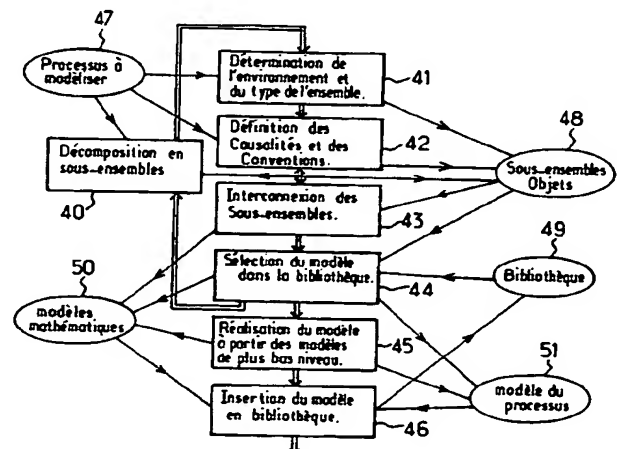 47
Processus à
modéliser
Détermination de
l'environnement et
du type de l'ensemble.
41
Définition des
Causalités et des
Conventions.
42
48
Sous-ensembles
Objets
Décomposition en
sous-ensembles
40
Interconnexion des
Sous-ensembles.
43
49
Bibliothèque
Sélection du modèle
dans la bibliothèque.
44
50
modèles
mathématiques
Réalisation du modèle
à partir des modèles
de plus bas niveau.
45
51
modèle du
processus
Insertion du modèle
en bibliothèque.
46